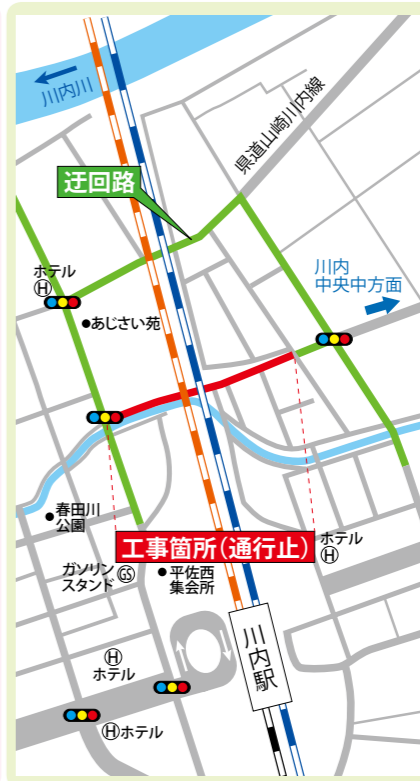 川内川
県道山崎川内線
迂回路
ホテル
Ⓗ
あじさい苑
川内
中央中方面
春田川
公園
工事箇所(通行止)
ホテル
Ⓗ
ガソリン
スタンド
GS
平佐西
集会所
川内駅
Ⓗ
ホテル
Ⓗホテル